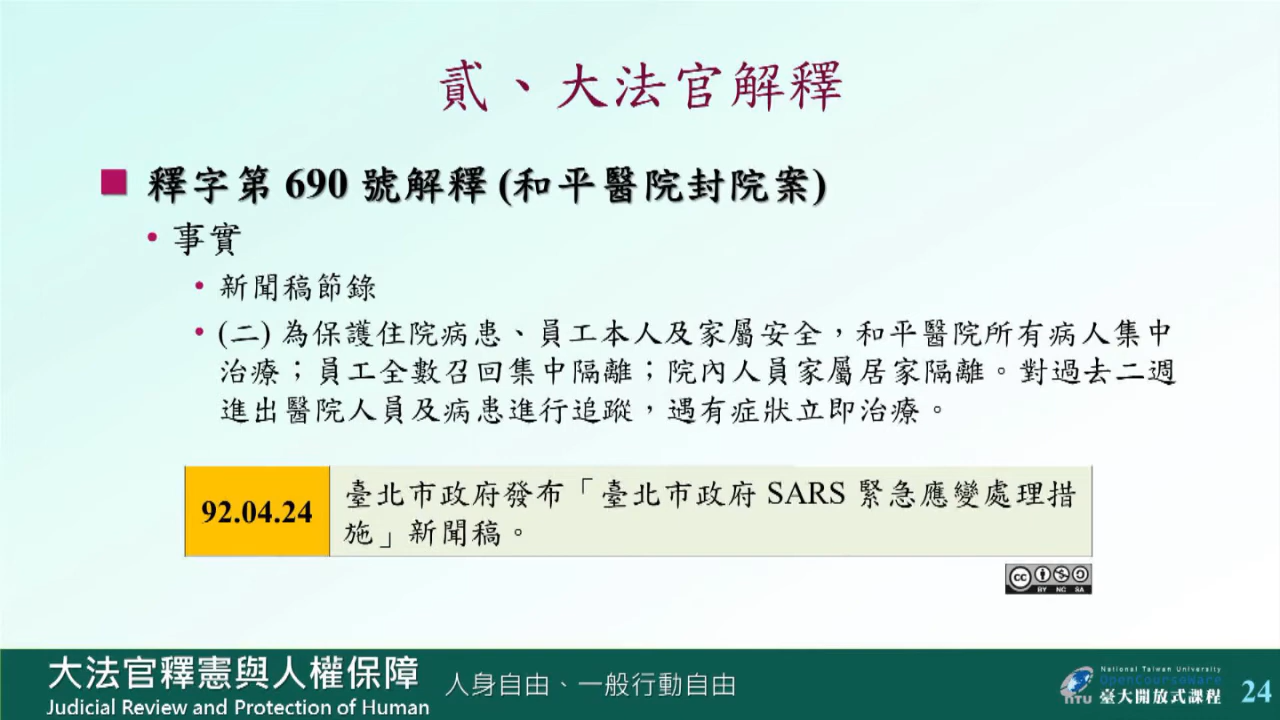 貳、大法官解釋
■ 釋字第 690 號解釋 (和平醫院封院案)
• 事實
• 新聞稿節錄
• (二) 為保護住院病患、員工本人及家屬安全，和平醫院所有病人集中
治療；員工全數召回集中隔離；院內人員家屬居家隔離。對過去二週
進出醫院人員及病患進行追蹤，遇有症狀立即治療。
92.04.24
臺北市政府發布「臺北市政府 SARS 緊急應變處理措
施」新聞稿。
cc BY NC SA
大法官釋憲與人權保障
Judicial Review and Protection of Human
人身自由、一般行動自由
National Taiwan University
OpenCourseWare
NTU 臺大開放式課程
24